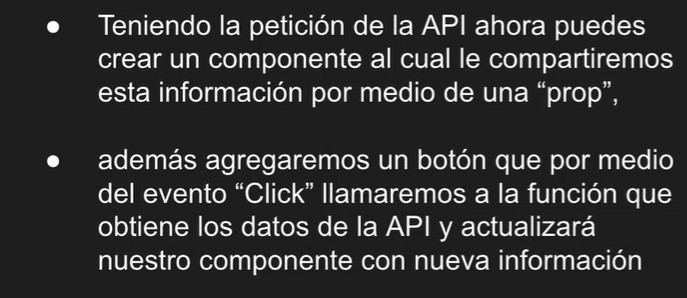 ● Teniendo la petición de la API ahora puedes
crear un componente al cual le compartiremos
esta información por medio de una “prop”,
● además agregaremos un botón que por medio
del evento “Click” llamaremos a la función que
obtiene los datos de la API y actualizará
nuestro componente con nueva información